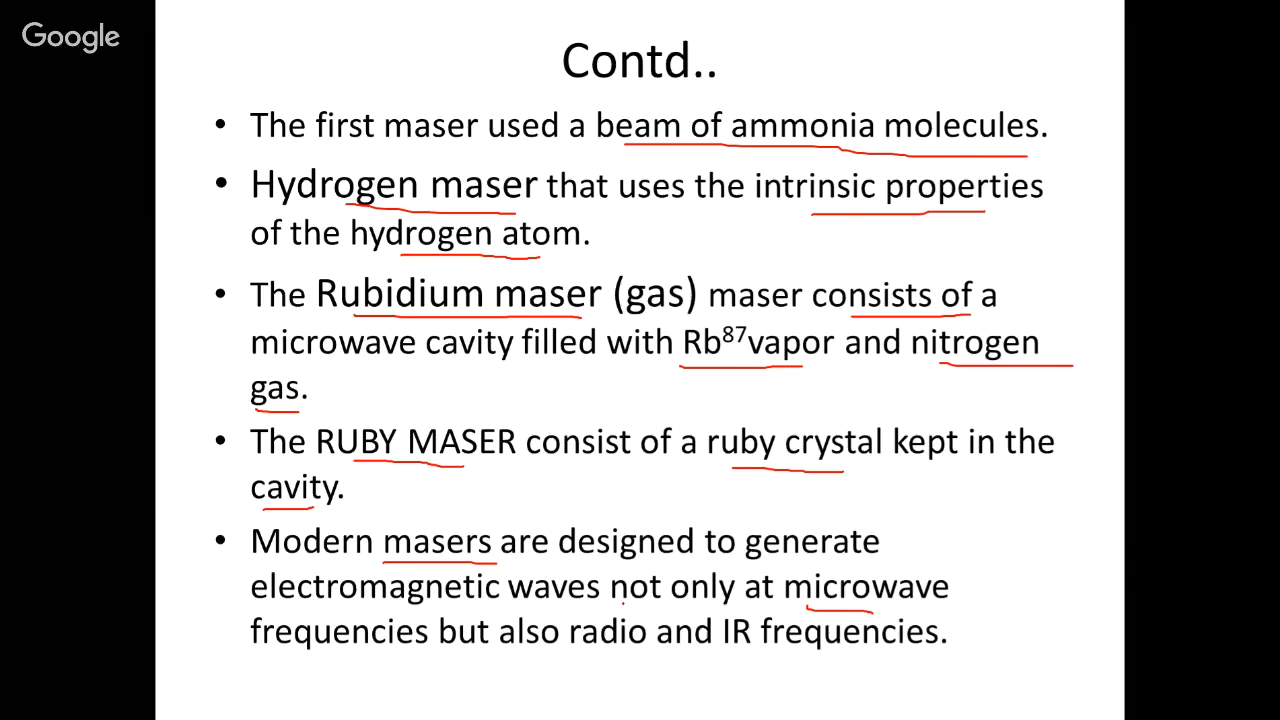 Google
Contd..
• The first maser used a beam of ammonia molecules.
• Hydrogen maser that uses the intrinsic properties
of the hydrogen atom.
• The Rubidium maser (gas) maser consists of a
microwave cavity filled with Rb⁸⁷vapor and nitrogen
gas.
• The RUBY MASER consist of a ruby crystal kept in the
cavity.
• Modern masers are designed to generate
electromagnetic waves not only at microwave
frequencies but also radio and IR frequencies.